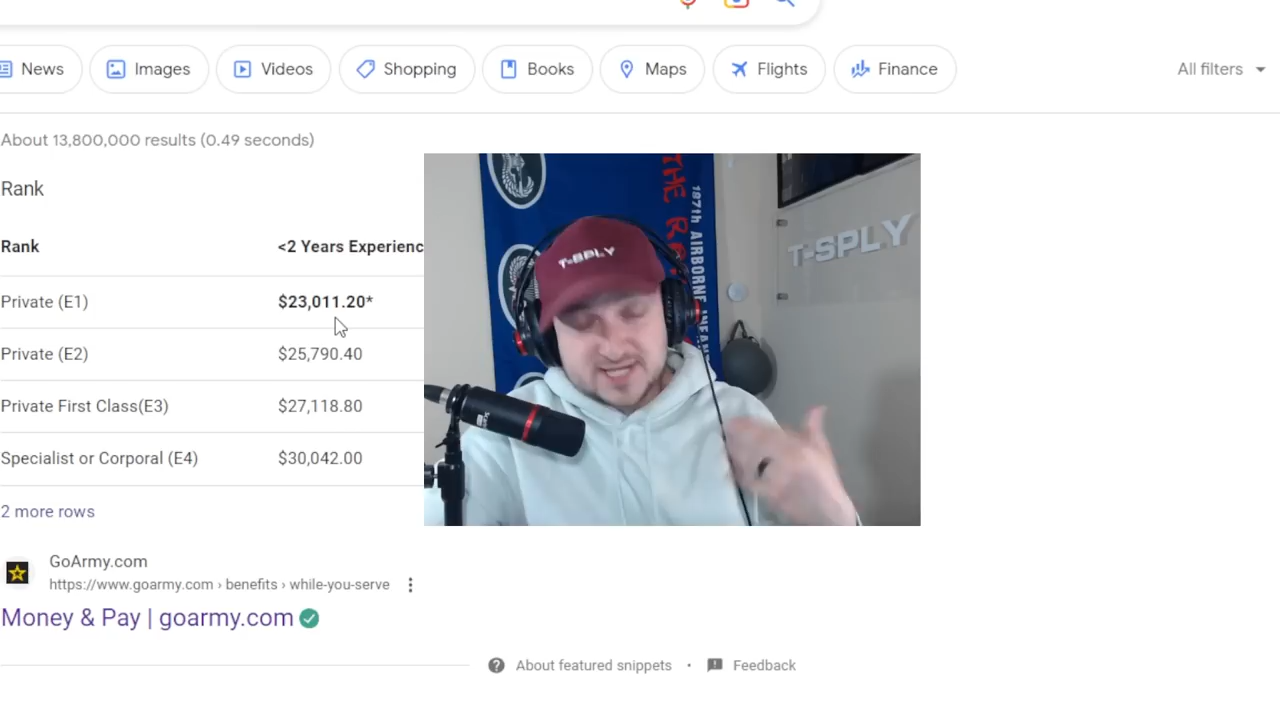 News Images Videos Shopping Books Maps Flights Finance All filters
About 13,800,000 results (0.49 seconds)
Rank
Rank <2 Years Experienc
Private (E1) $23,011.20*
Private (E2) $25,790.40
Private First Class(E3) $27,118.80
Specialist or Corporal (E4) $30,042.00
2 more rows
GoArmy.com
https://www.goarmy.com › benefits › while-you-serve
Money & Pay | goarmy.com
About featured snippets • Feedback
THE
187th AIRBORNE
T-SPLY
T-SPLY